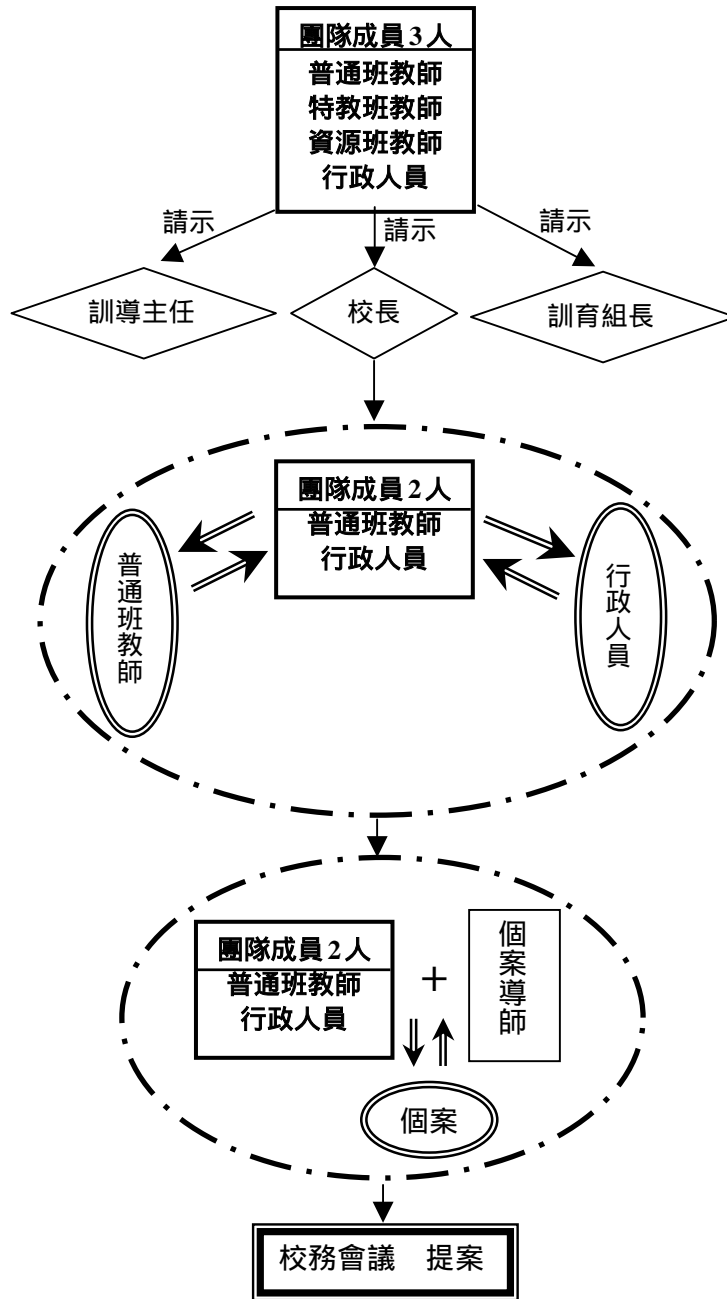 團隊成員3人
普通班教師
特教班教師
資源班教師
行政人員
請示
請示
請示
訓導主任
校長
訓育組長
團隊成員2人
普通班教師
行政人員
普通班教師
行政人員
團隊成員2人
普通班教師
行政人員
+
個案導師
個案
校務會議 提案